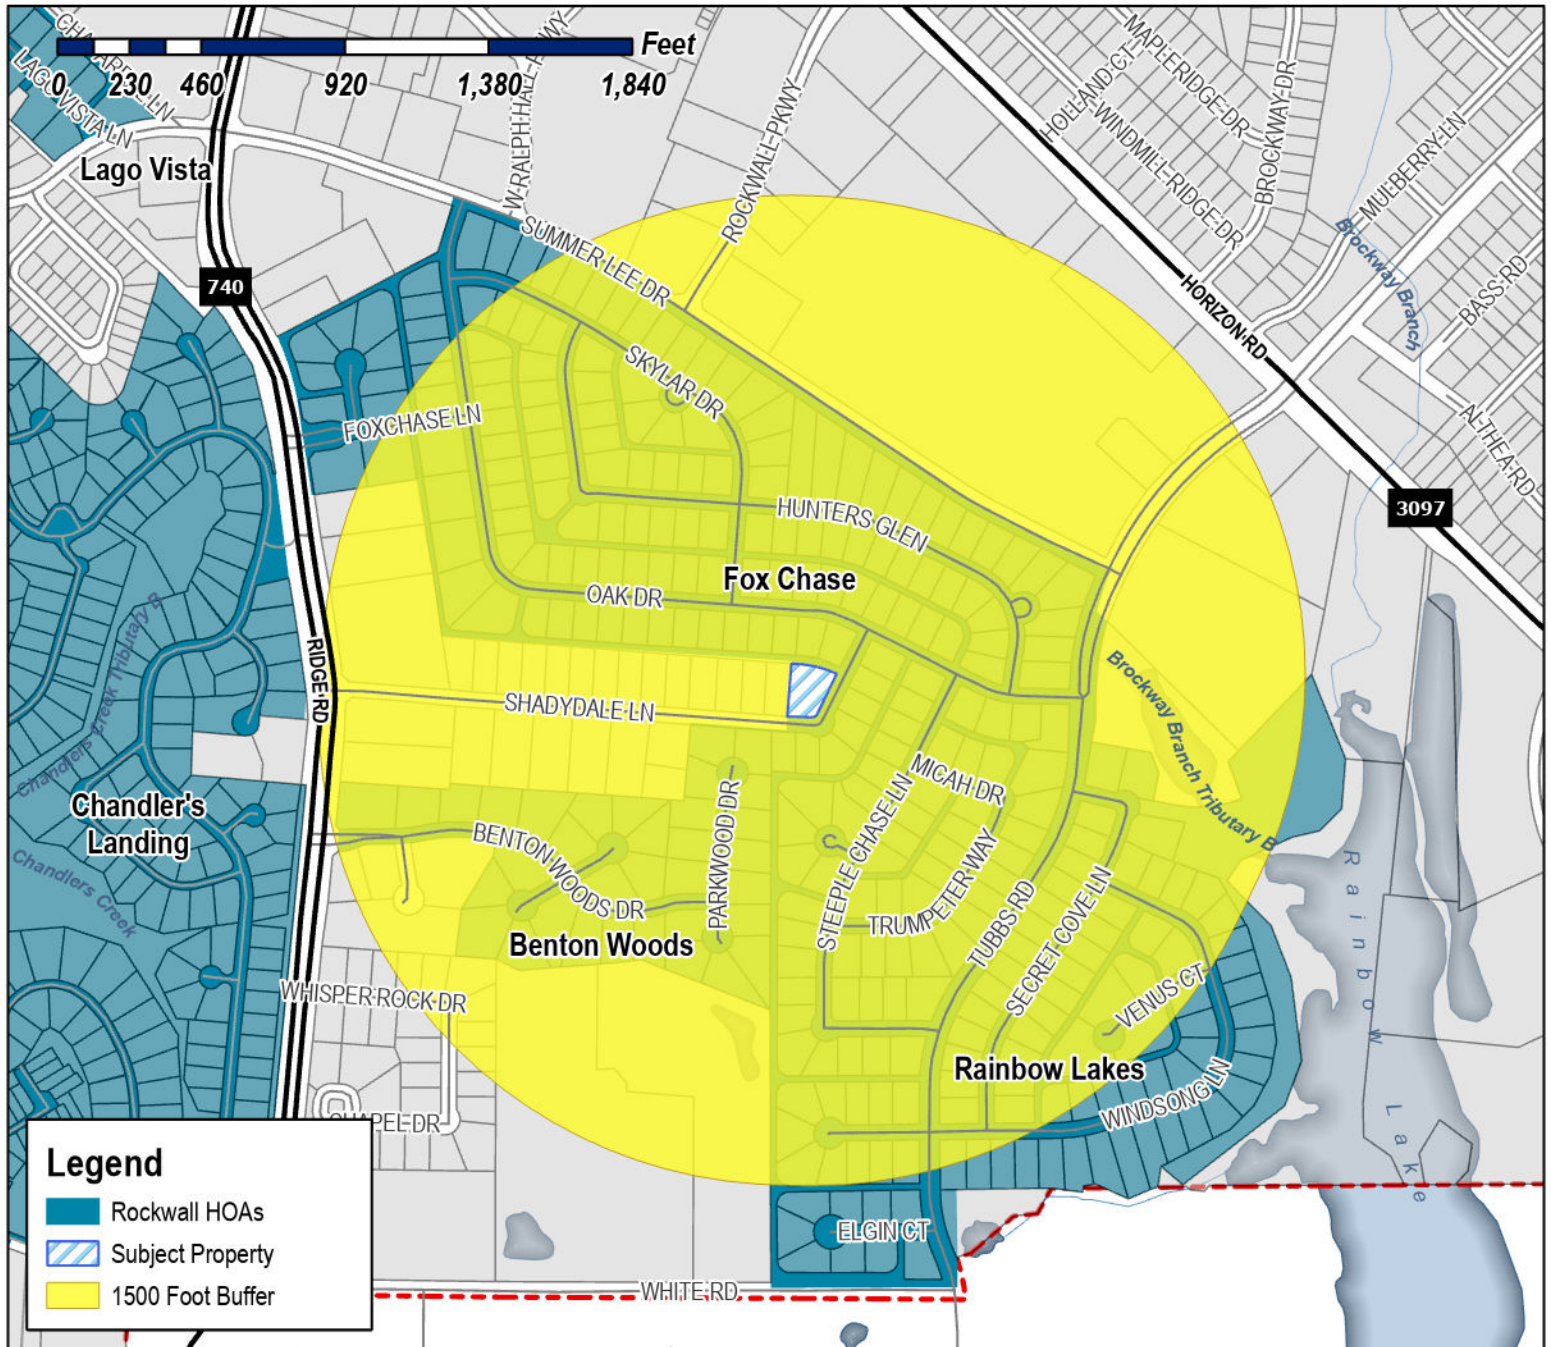 Feet
0 230 460 920 1,380 1,840
LAGO VISTA LN
Lago Vista
W RALPH HALL
ROCKWALL PKWY
HOLLAND CT
MAPLERIDGE DR
WINDMILL RIDGE DR
BROCKWAY DR
MULBERRY LN
Brockway Branch
BASS RD
ALTHEA RD
HORIZON RD
740
3097
SUMMER LEE DR
SKYLAR DR
FOXCHASE LN
HUNTERS GLEN
Fox Chase
OAK DR
RIDGE RD
SHADYDALE LN
Brockway Branch Tributary B
Chandlers Creek Tributary B
Chandler's
Landing
Chandlers Creek
MICAH DR
BENTON WOODS DR
PARKWOOD DR
STEEPLE CHASE LN
TRUMPETER WAY
TUBBS RD
SECRET COVE LN
Benton Woods
VENUS CT
WHISPER ROCK DR
Rainbow Lakes
WINDSONG LN
Rainbow Lake
CHAPEL DR
ELGIN CT
WHITE RD
Legend
Rockwall HOAs
Subject Property
1500 Foot Buffer